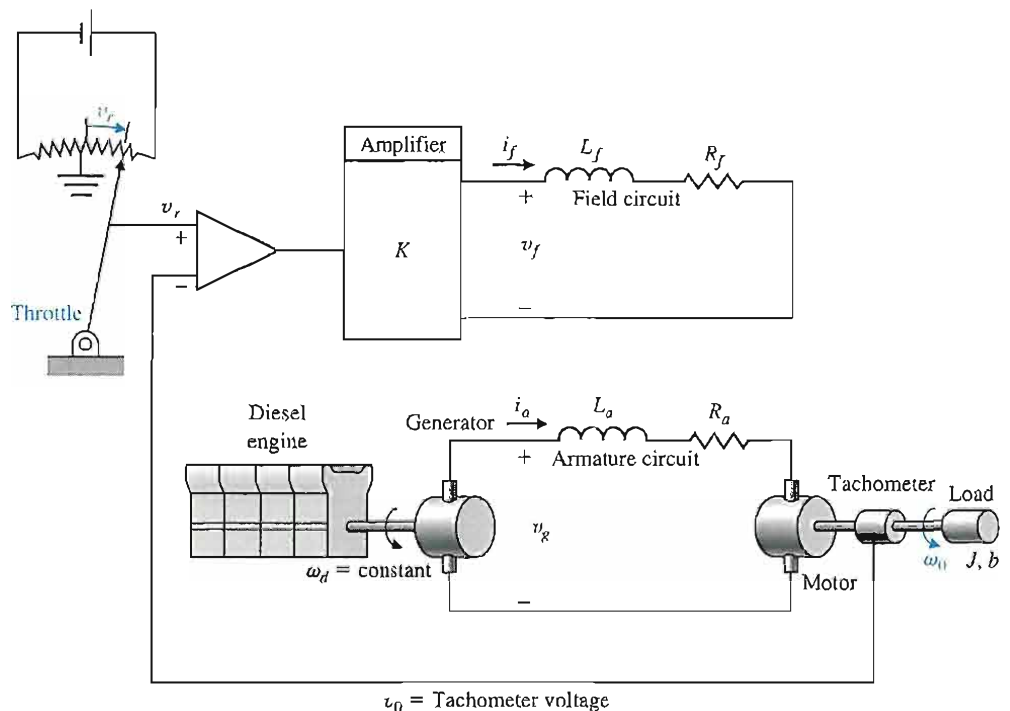 v_r
Amplifier
i_f
L_f
R_f
+
Field circuit
v_r
+
K
v_f
−
−
Throttle
Diesel
engine
Generator
i_a
L_a
R_a
+
Armature circuit
Tachometer
Load
v_g
ω_d = constant
ω_0
J, b
Motor
−
v_0 = Tachometer voltage